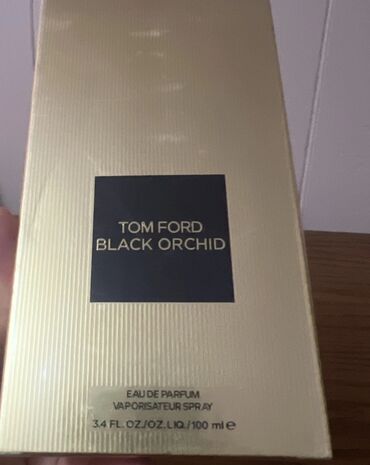 TOM FORD
BLACK ORCHID
EAU DE PARFUM
VAPORISATEUR SPRAY
3.4 FL.OZ./OZ.LIQ./100 ml ℮